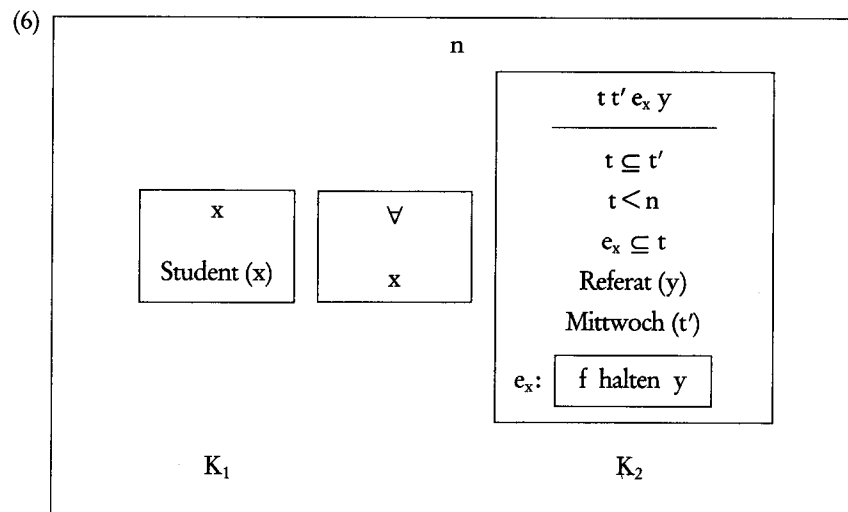 (6)
n
t t′ eₓ y
t ⊆ t′
t < n
eₓ ⊆ t
Referat (y)
Mittwoch (t′)
eₓ: f halten y
x
Student (x)
∀
x
K₁
K₂